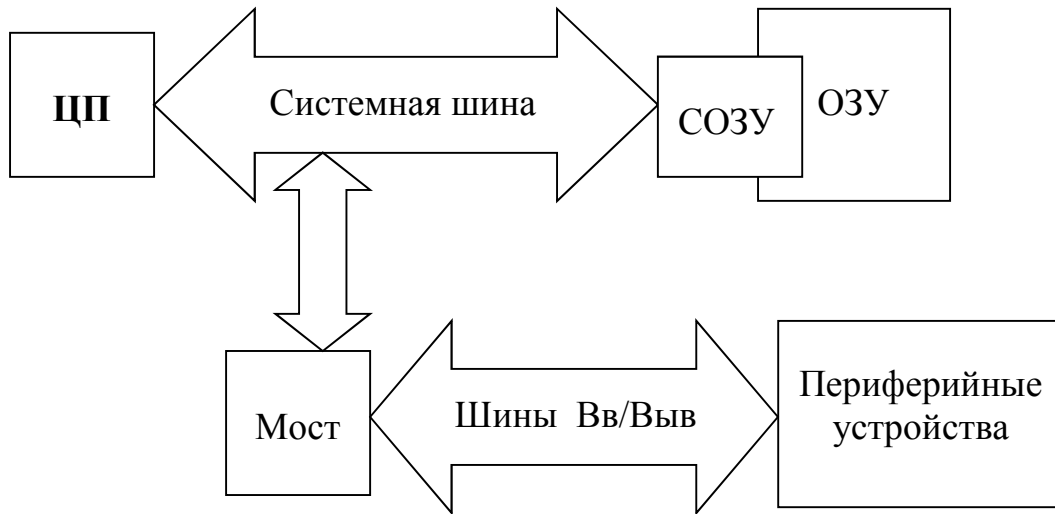 ЦП
Системная шина
СОЗУ
ОЗУ
Мост
Шины Вв/Выв
Периферийные
устройства